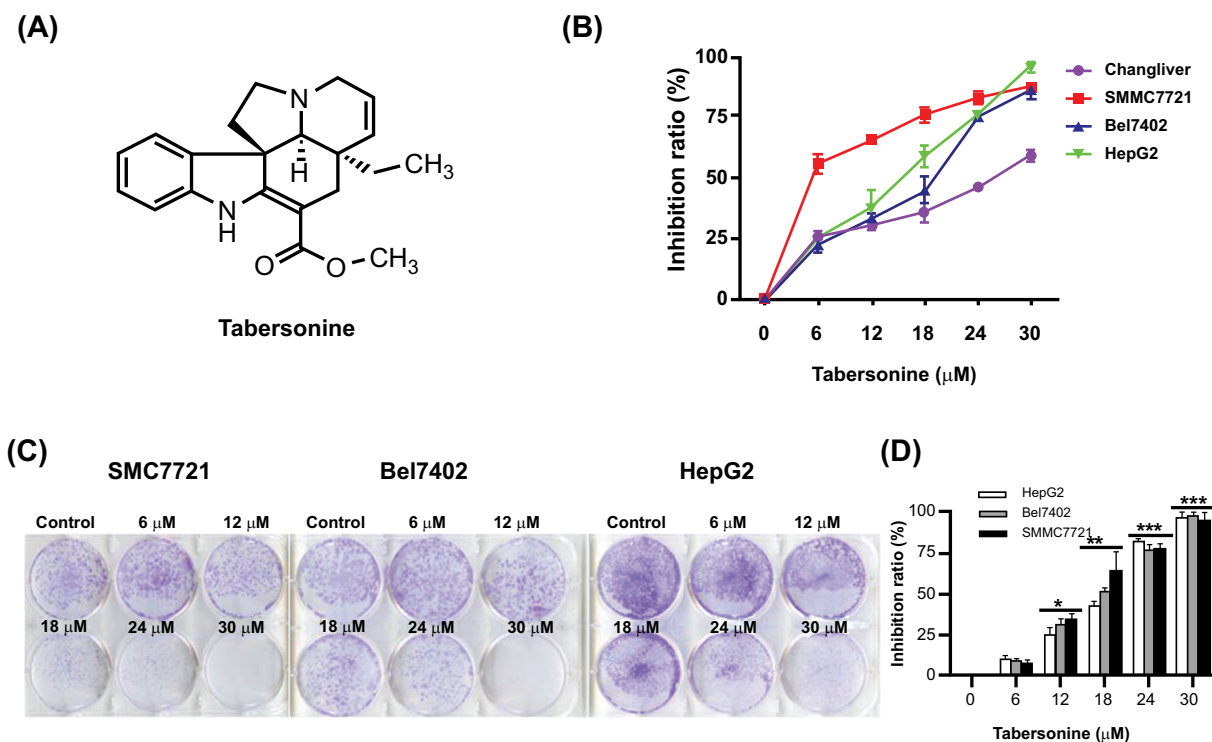 (A)
N
H
CH3
N
H
O
O
CH3
Tabersonine
(B)
Inhibition ratio (%)
100
75
50
25
0
0 6 12 18 24 30
Tabersonine (μM)
Changliver
SMMC7721
Bel7402
HepG2
(C)
SMC7721 Bel7402 HepG2
Control 6 μM 12 μM Control 6 μM 12 μM Control 6 μM 12 μM
18 μM 24 μM 30 μM 18 μM 24 μM 30 μM 18 μM 24 μM 30 μM
(D)
Inhibition ratio (%)
100
75
50
25
0
HepG2
Bel7402
SMMC7721
* ** *** ***
0 6 12 18 24 30
Tabersonine (μM)